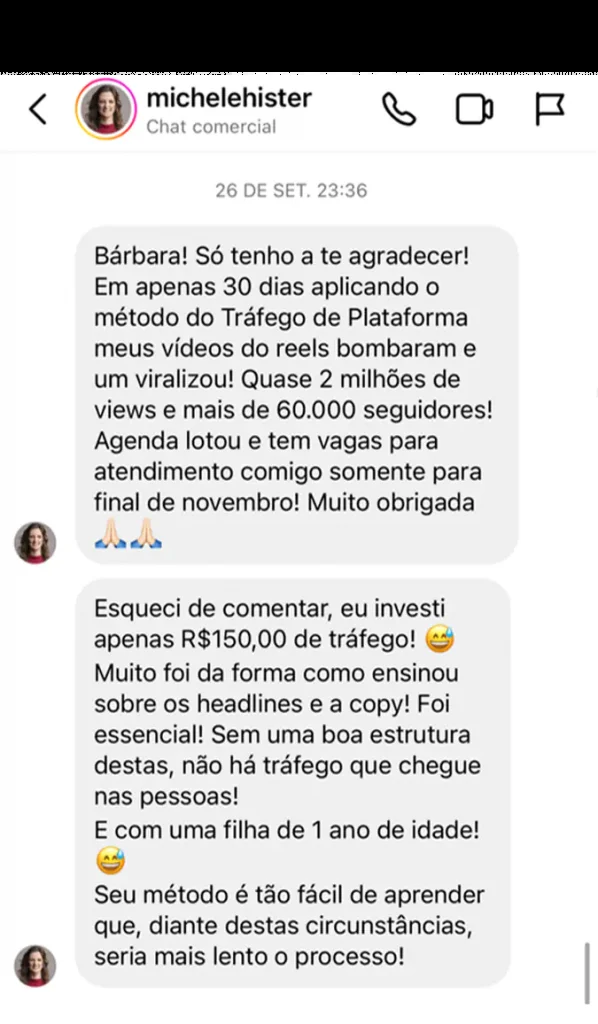 michelehister
Chat comercial
26 DE SET. 23:36
Bárbara! Só tenho a te agradecer!
Em apenas 30 dias aplicando o
método do Tráfego de Plataforma
meus vídeos do reels bombaram e
um viralizou! Quase 2 milhões de
views e mais de 60.000 seguidores!
Agenda lotou e tem vagas para
atendimento comigo somente para
final de novembro! Muito obrigada
🙏🏻🙏🏻
Esqueci de comentar, eu investi
apenas R$150,00 de tráfego! 😅
Muito foi da forma como ensinou
sobre os headlines e a copy! Foi
essencial! Sem uma boa estrutura
destas, não há tráfego que chegue
nas pessoas!
E com uma filha de 1 ano de idade!
😅
Seu método é tão fácil de aprender
que, diante destas circunstâncias,
seria mais lento o processo!